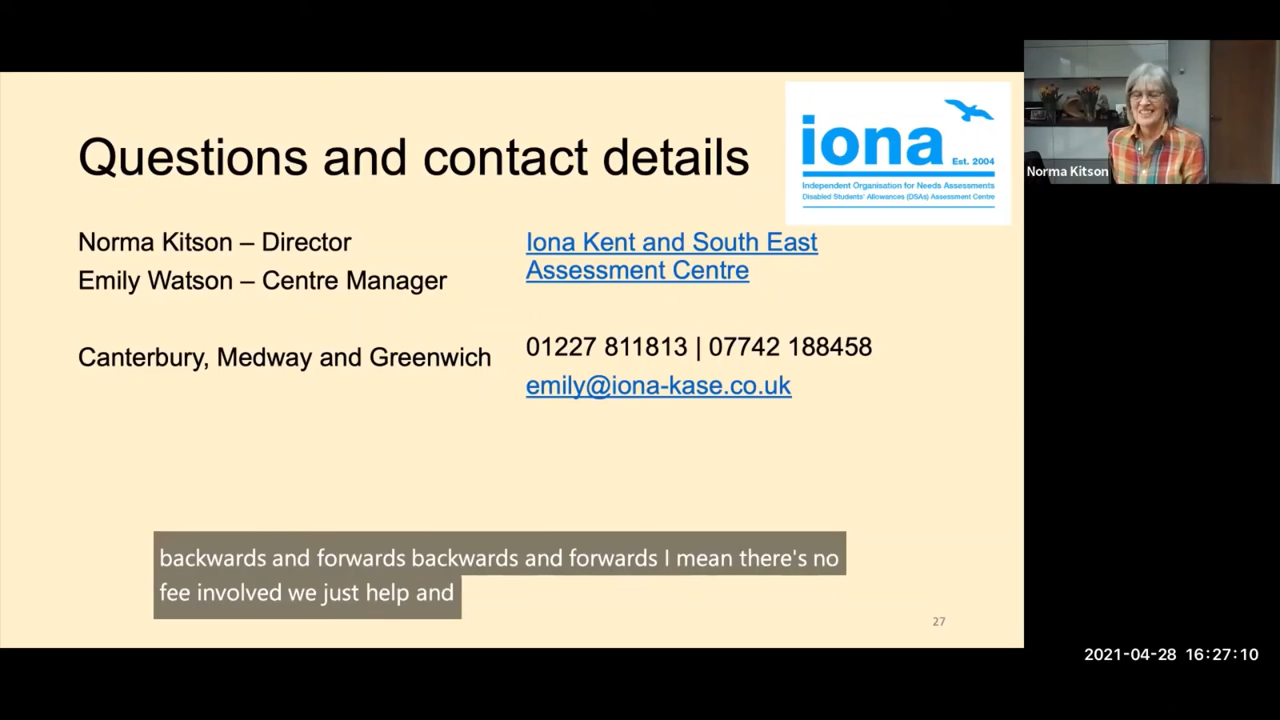 Questions and contact details
iona
Est. 2004
Independent Organisation for Needs Assessments
Disabled Students' Allowances (DSAs) Assessment Centre
Norma Kitson
Norma Kitson – Director
Emily Watson – Centre Manager
Canterbury, Medway and Greenwich
Iona Kent and South East
Assessment Centre
01227 811813 | 07742 188458
emily@iona-kase.co.uk
backwards and forwards backwards and forwards I mean there's no
fee involved we just help and
27
2021-04-28 16:27:10